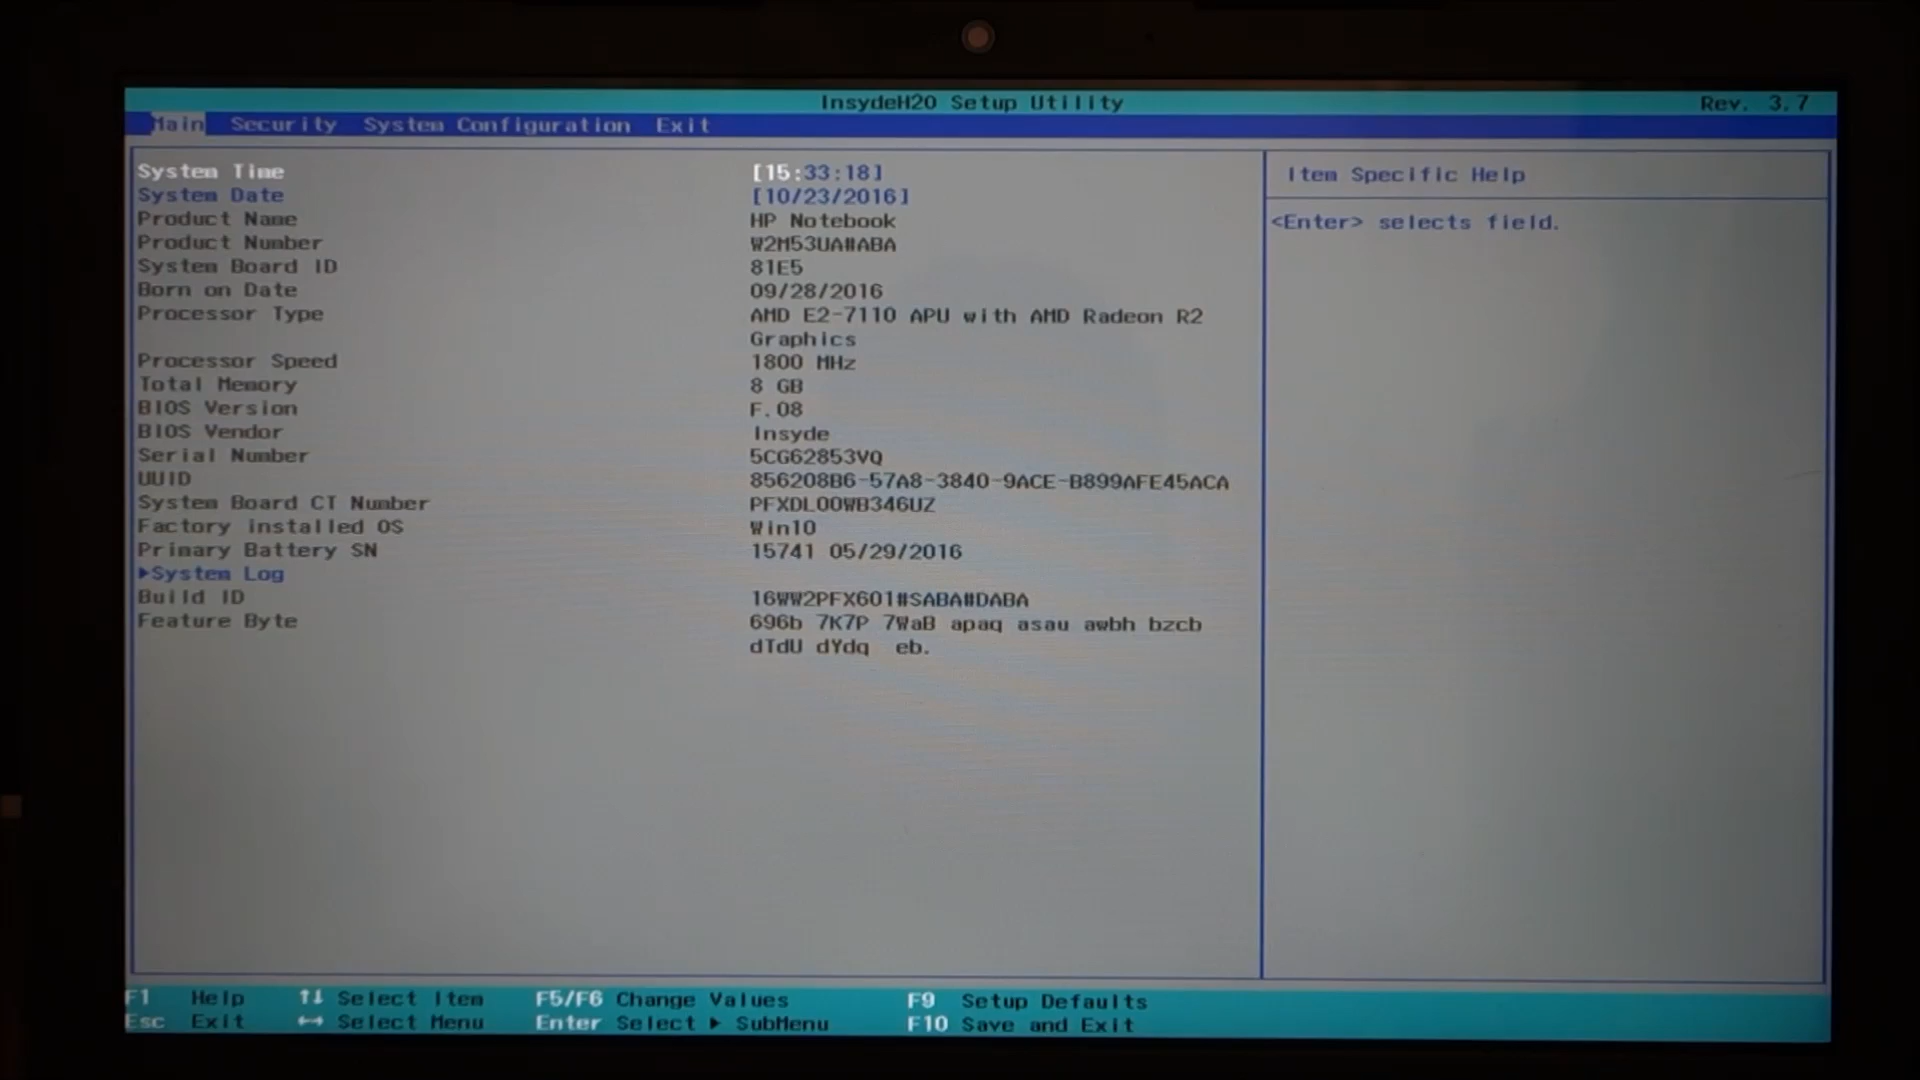 InsydeH20 Setup Utility Rev. 3.7
Main Security System Configuration Exit
System Time [15:33:18]
System Date [10/23/2016]
Product Name HP Notebook
Product Number W2M53UA#ABA
System Board ID 81E5
Born on Date 09/28/2016
Processor Type AMD E2-7110 APU with AMD Radeon R2
Graphics
Processor Speed 1800 MHz
Total Memory 8 GB
BIOS Version F.08
BIOS Vendor Insyde
Serial Number 5CG62853VQ
UUID 856208B6-57A8-3840-9ACE-B899AFE45ACA
System Board CT Number PFXDL00WB346UZ
Factory installed OS Win10
Primary Battery SN 15741 05/29/2016
▶System Log
Build ID 16WW2PFX601#SABA#DABA
Feature Byte 696b 7K7P 7WaB apaq asau awbh bzcb
dTdU dYdq eb.
Item Specific Help
<Enter> selects field.
F1 Help ↑↓ Select Item F5/F6 Change Values F9 Setup Defaults
Esc Exit ↔ Select Menu Enter Select ▶ SubMenu F10 Save and Exit